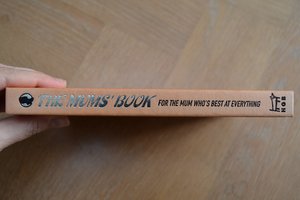 THE MUMS' BOOK FOR THE MUM WHO'S BEST AT EVERYTHING